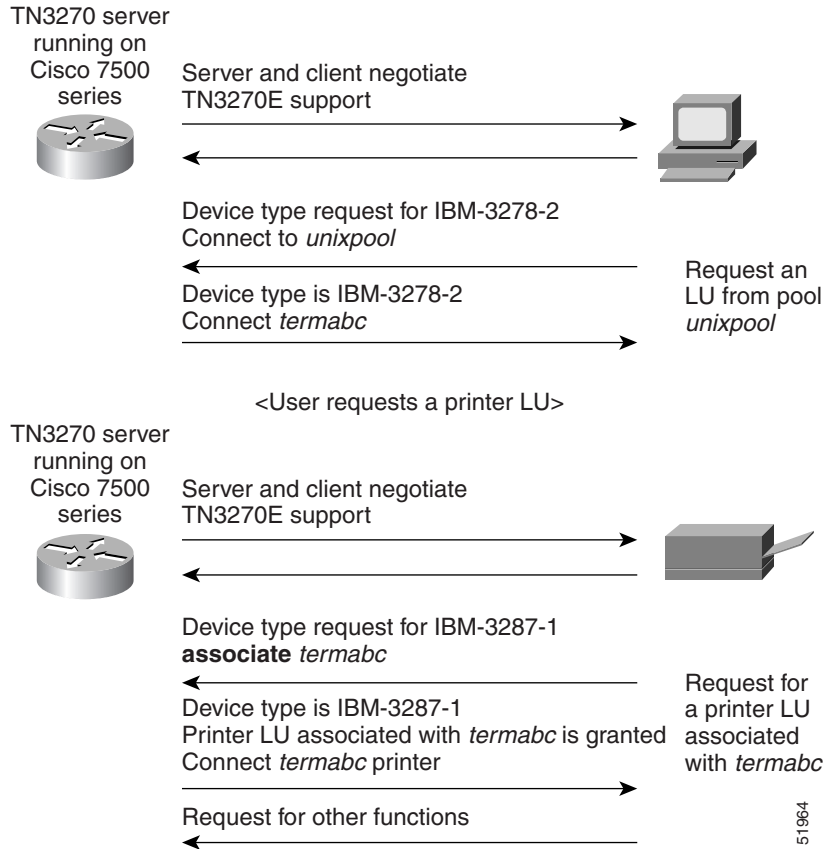 TN3270 server
running on
Cisco 7500
series
Server and client negotiate
TN3270E support
Device type request for IBM-3278-2
Connect to unixpool
Device type is IBM-3278-2
Connect termabc
Request an
LU from pool
unixpool
<User requests a printer LU>
TN3270 server
running on
Cisco 7500
series
Server and client negotiate
TN3270E support
Device type request for IBM-3287-1
associate termabc
Device type is IBM-3287-1
Printer LU associated with termabc is granted
Connect termabc printer
Request for
a printer LU
associated
with termabc
Request for other functions
51964